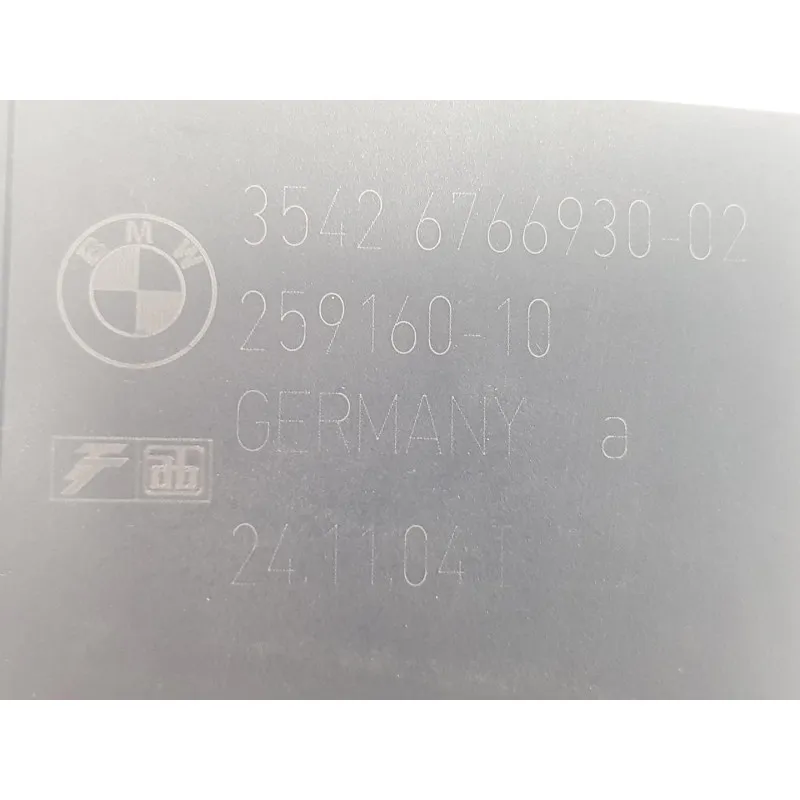 3542 6766930-02
BMW
259160-10
GERMANY a
24.11.04 T